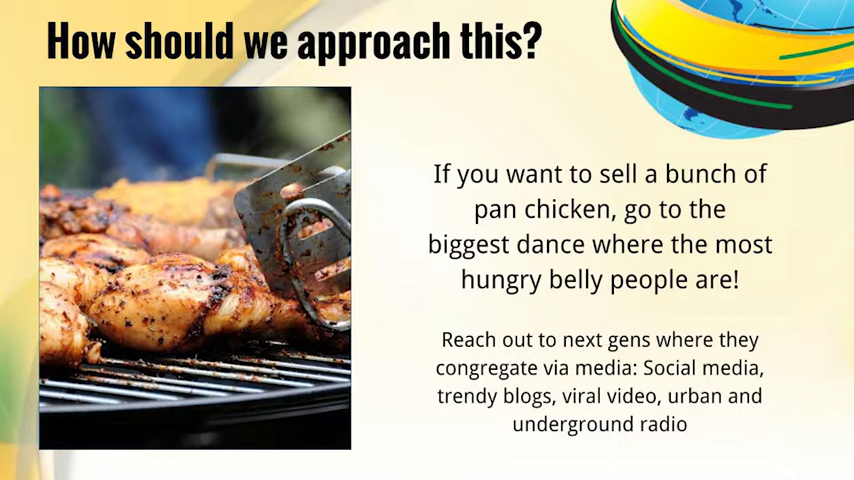 How should we approach this?
If you want to sell a bunch of
pan chicken, go to the
biggest dance where the most
hungry belly people are!
Reach out to next gens where they
congregate via media: Social media,
trendy blogs, viral video, urban and
underground radio